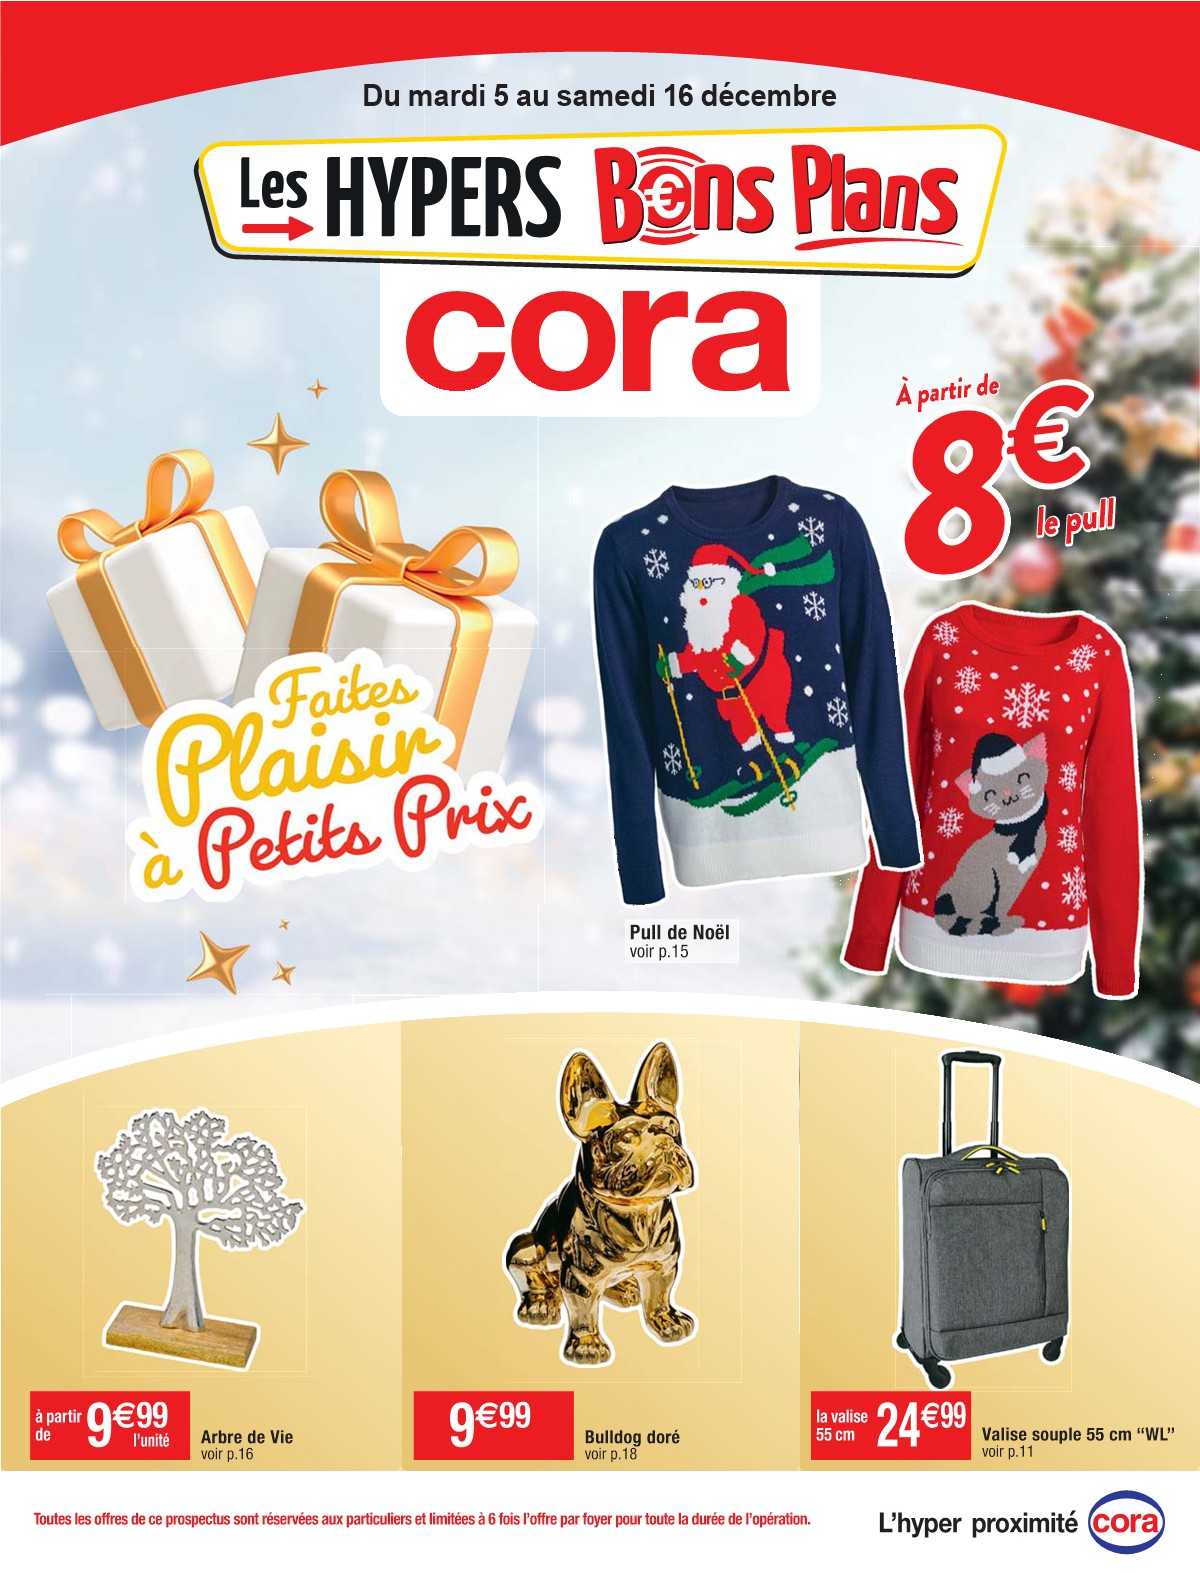 Du mardi 5 au samedi 16 décembre
Les HYPERS Bons Plans
cora
À partir de
8€
le pull
Faites
Plaisir
à Petits Prix
Pull de Noël
voir p.15
à partir de 9€99 l'unité
Arbre de Vie
voir p.16
9€99
Bulldog doré
voir p.18
la valise 55 cm 24€99
Valise souple 55 cm “WL”
voir p.11
Toutes les offres de ce prospectus sont réservées aux particuliers et limitées à 6 fois l'offre par foyer pour toute la durée de l'opération.
L'hyper proximité cora